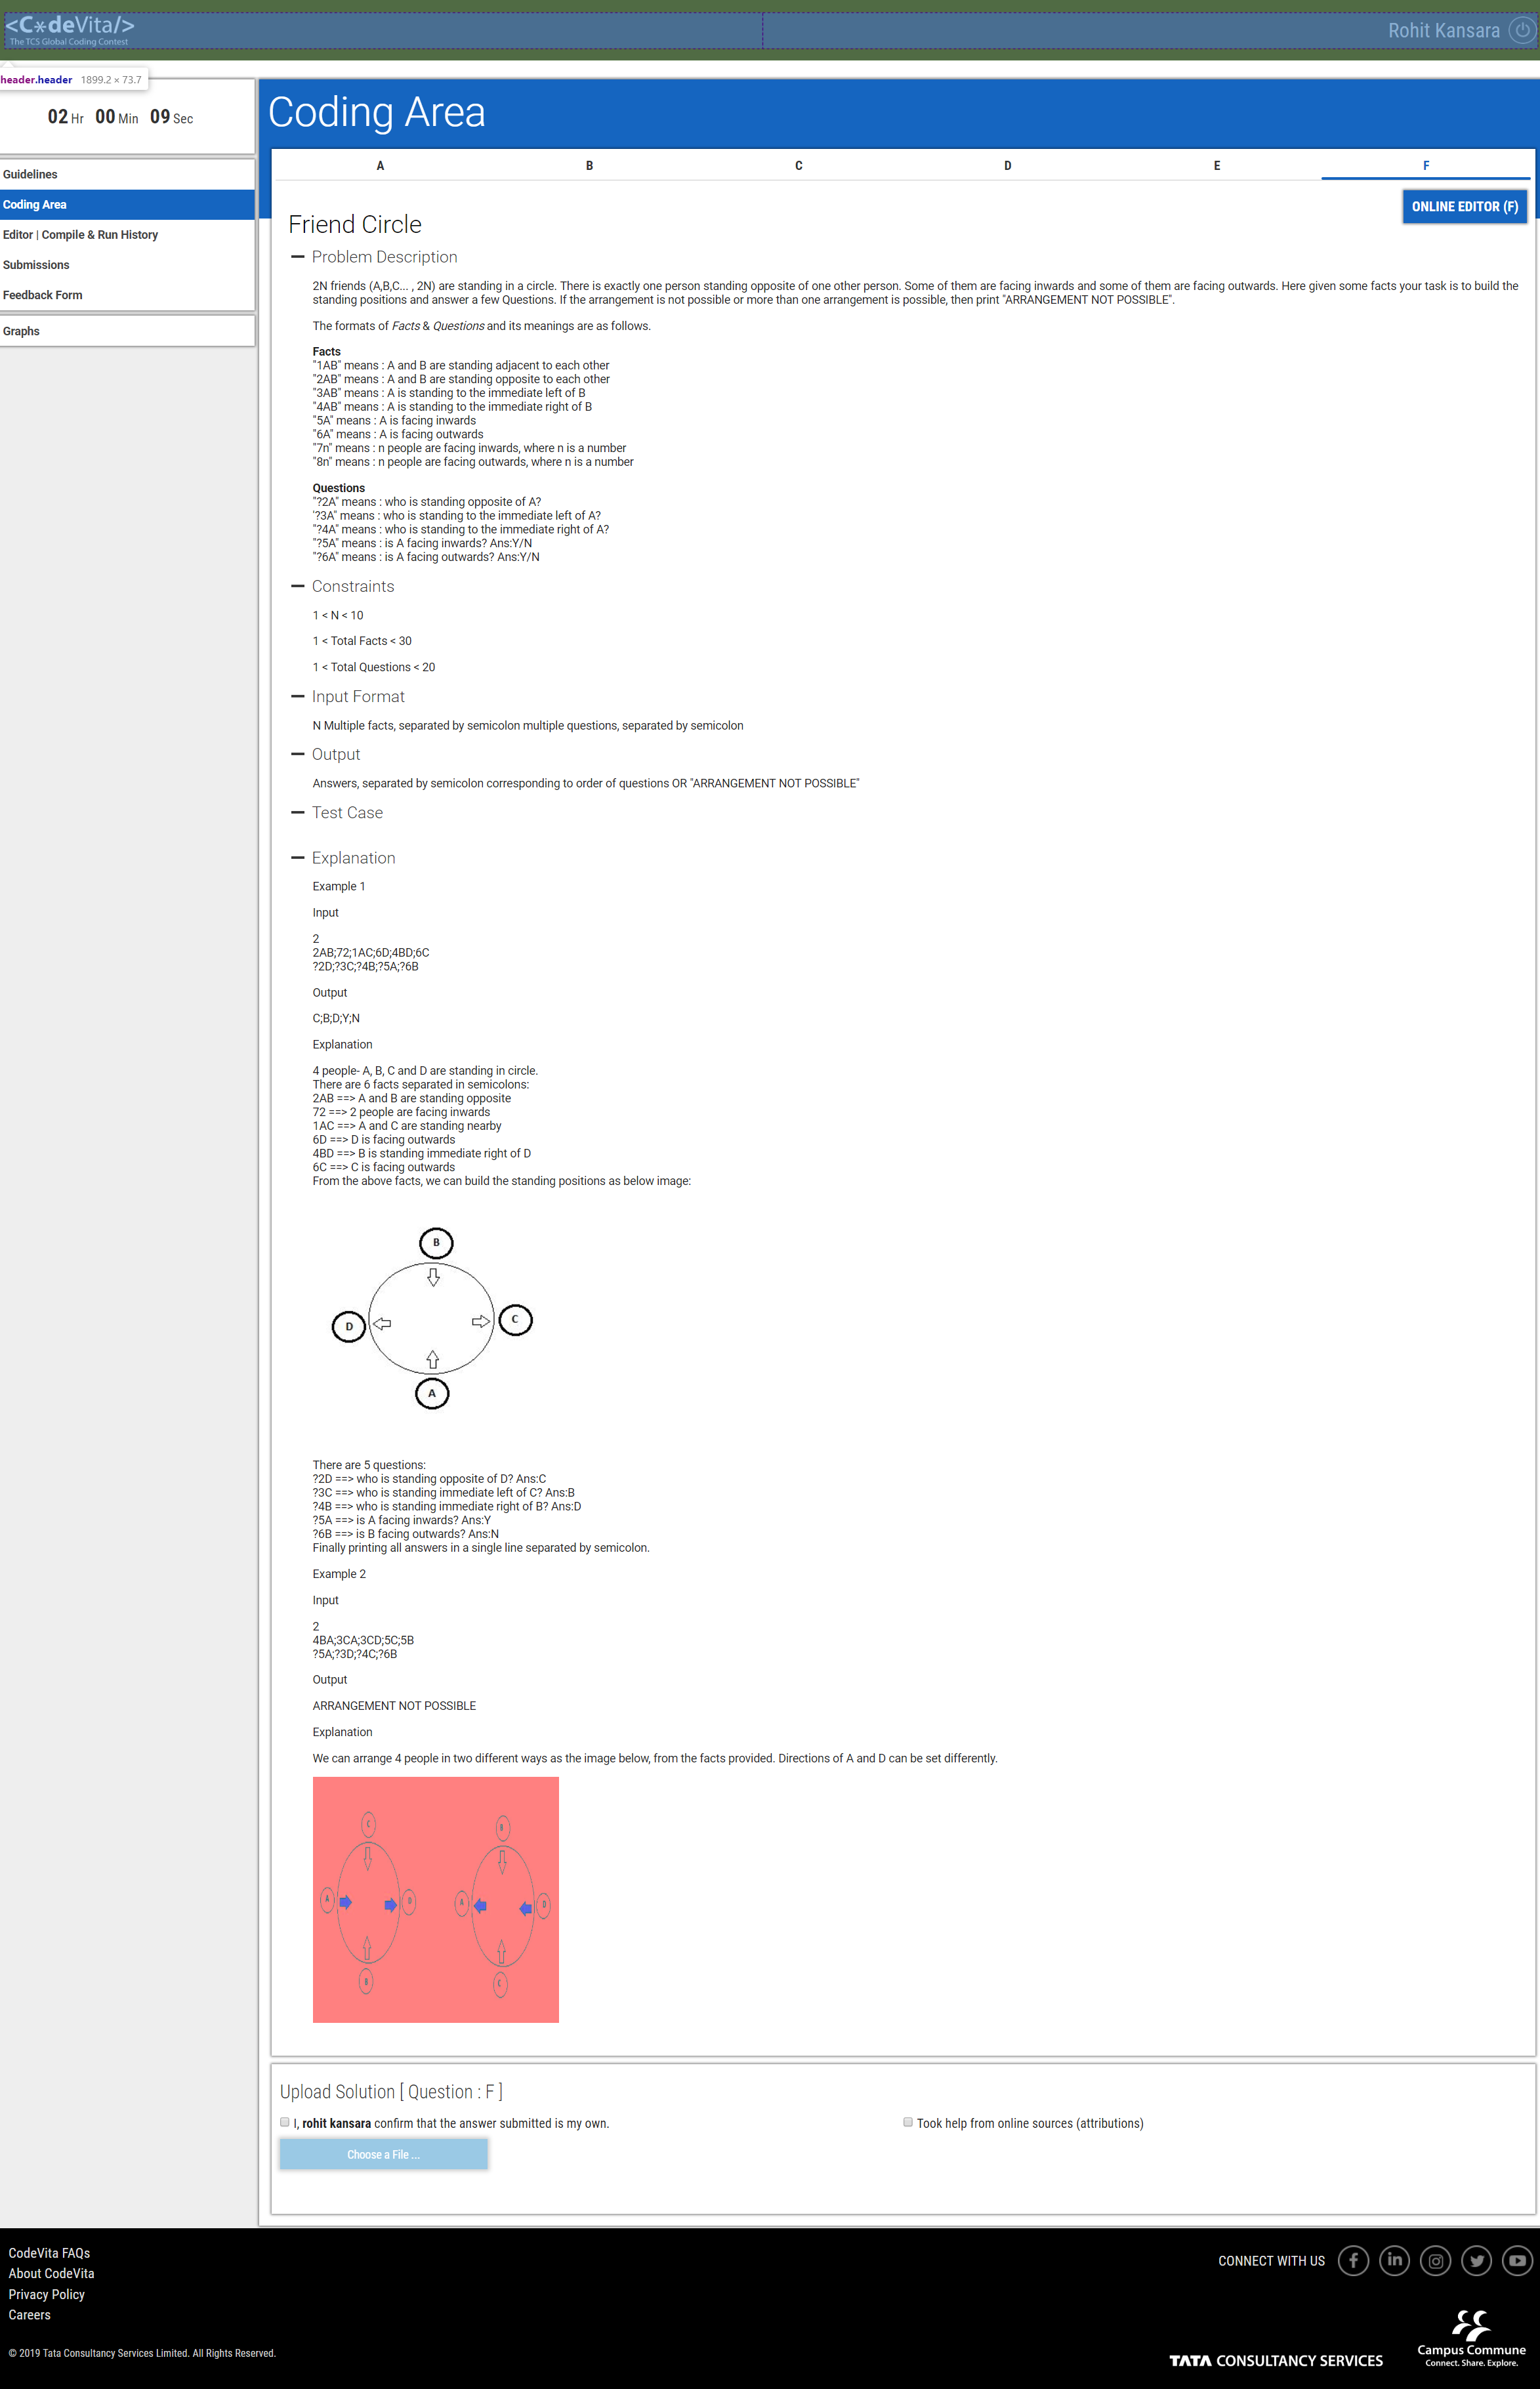 <C*deVita/>
The TCS Global Coding Contest
Rohit Kansara
header.header 1899.2 × 73.7
02 Hr 00 Min 09 Sec
Guidelines
Coding Area
Editor | Compile & Run History
Submissions
Feedback Form
Graphs
Coding Area
A B C D E F
ONLINE EDITOR (F)
Friend Circle
Problem Description
2N friends (A,B,C... , 2N) are standing in a circle. There is exactly one person standing opposite of one other person. Some of them are facing inwards and some of them are facing outwards. Here given some facts your task is to build the
standing positions and answer a few Questions. If the arrangement is not possible or more than one arrangement is possible, then print "ARRANGEMENT NOT POSSIBLE".
The formats of Facts & Questions and its meanings are as follows.
Facts
"1AB" means : A and B are standing adjacent to each other
"2AB" means : A and B are standing opposite to each other
"3AB" means : A is standing to the immediate left of B
"4AB" means : A is standing to the immediate right of B
"5A" means : A is facing inwards
"6A" means : A is facing outwards
"7n" means : n people are facing inwards, where n is a number
"8n" means : n people are facing outwards, where n is a number
Questions
"?2A" means : who is standing opposite of A?
'?3A" means : who is standing to the immediate left of A?
"?4A" means : who is standing to the immediate right of A?
"?5A" means : is A facing inwards? Ans:Y/N
"?6A" means : is A facing outwards? Ans:Y/N
Constraints
1 < N < 10
1 < Total Facts < 30
1 < Total Questions < 20
Input Format
N Multiple facts, separated by semicolon multiple questions, separated by semicolon
Output
Answers, separated by semicolon corresponding to order of questions OR "ARRANGEMENT NOT POSSIBLE"
Test Case
Explanation
Example 1
Input
2
2AB;72;1AC;6D;4BD;6C
?2D;?3C;?4B;?5A;?6B
Output
C;B;D;Y;N
Explanation
4 people- A, B, C and D are standing in circle.
There are 6 facts separated in semicolons:
2AB ==> A and B are standing opposite
72 ==> 2 people are facing inwards
1AC ==> A and C are standing nearby
6D ==> D is facing outwards
4BD ==> B is standing immediate right of D
6C ==> C is facing outwards
From the above facts, we can build the standing positions as below image:
B
D C
A
There are 5 questions:
?2D ==> who is standing opposite of D? Ans:C
?3C ==> who is standing immediate left of C? Ans:B
?4B ==> who is standing immediate right of B? Ans:D
?5A ==> is A facing inwards? Ans:Y
?6B ==> is B facing outwards? Ans:N
Finally printing all answers in a single line separated by semicolon.
Example 2
Input
2
4BA;3CA;3CD;5C;5B
?5A;?3D;?4C;?6B
Output
ARRANGEMENT NOT POSSIBLE
Explanation
We can arrange 4 people in two different ways as the image below, from the facts provided. Directions of A and D can be set differently.
C B
A D A D
B C
Upload Solution [ Question : F ]
I, rohit kansara confirm that the answer submitted is my own.
Took help from online sources (attributions)
Choose a File ...
CodeVita FAQs
About CodeVita
Privacy Policy
Careers
© 2019 Tata Consultancy Services Limited. All Rights Reserved.
CONNECT WITH US
TATA CONSULTANCY SERVICES
Campus Commune
Connect. Share. Explore.